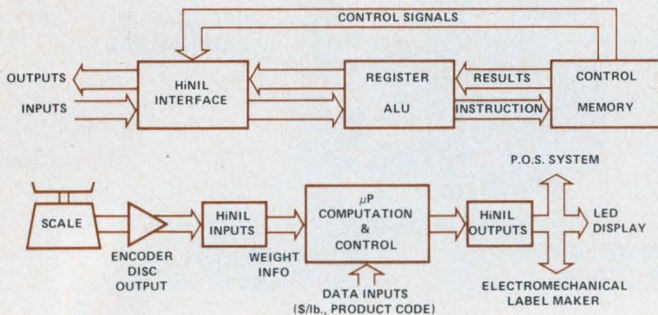 CONTROL SIGNALS
OUTPUTS
INPUTS
HiNIL
INTERFACE
REGISTER
ALU
RESULTS
INSTRUCTION
CONTROL
MEMORY
P.O.S. SYSTEM
SCALE
ENCODER
DISC
OUTPUT
HiNIL
INPUTS
WEIGHT
INFO
μP
COMPUTATION
&
CONTROL
DATA INPUTS
($/lb., PRODUCT CODE)
HiNIL
OUTPUTS
LED
DISPLAY
ELECTROMECHANICAL
LABEL MAKER